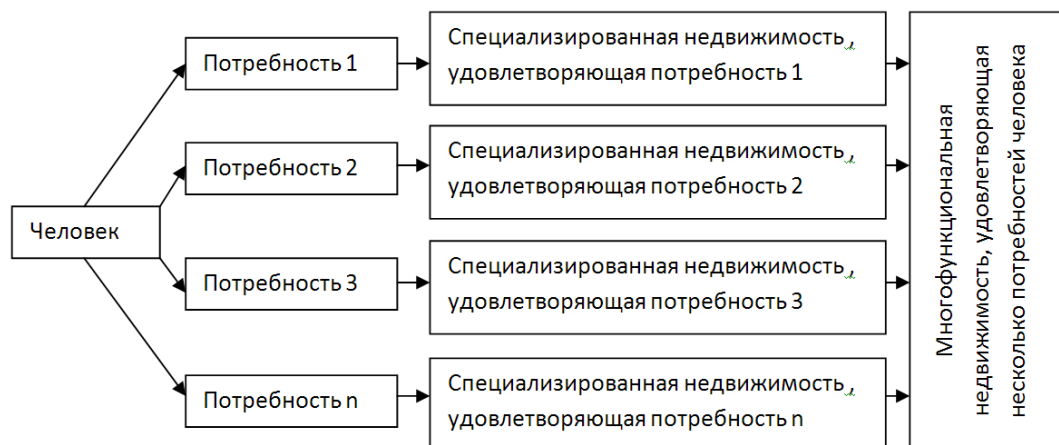 Потребность 1
Специализированная недвижимость,
удовлетворяющая потребность 1
Потребность 2
Специализированная недвижимость,
удовлетворяющая потребность 2
Человек
Потребность 3
Специализированная недвижимость,
удовлетворяющая потребность 3
Потребность n
Специализированная недвижимость,
удовлетворяющая потребность n
Многофункциональная
недвижимость, удовлетворяющая
несколько потребностей человека